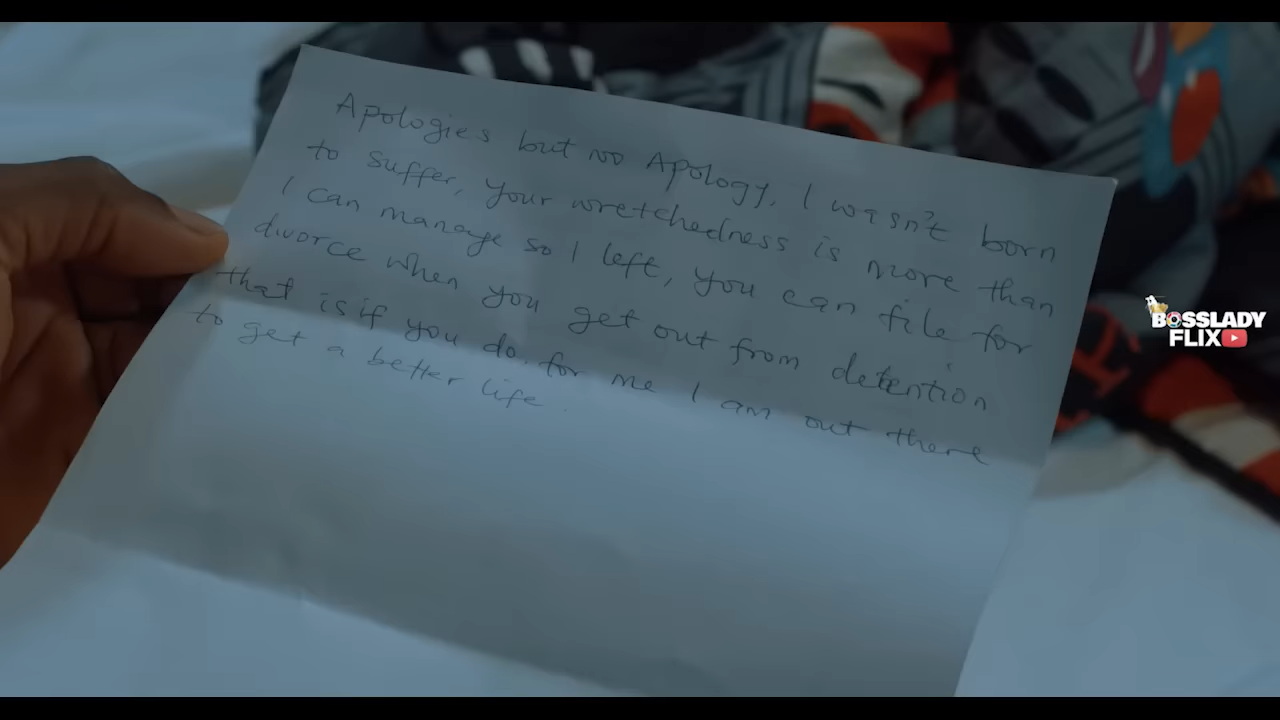 Apologies but no Apology, I wasn't born
to suffer, your wretchedness is more than
I can manage so I left, you can file for
divorce when you get out from detention
that is if you do, for me I am out there
to get a better life.
BOSSLADY
FLIX